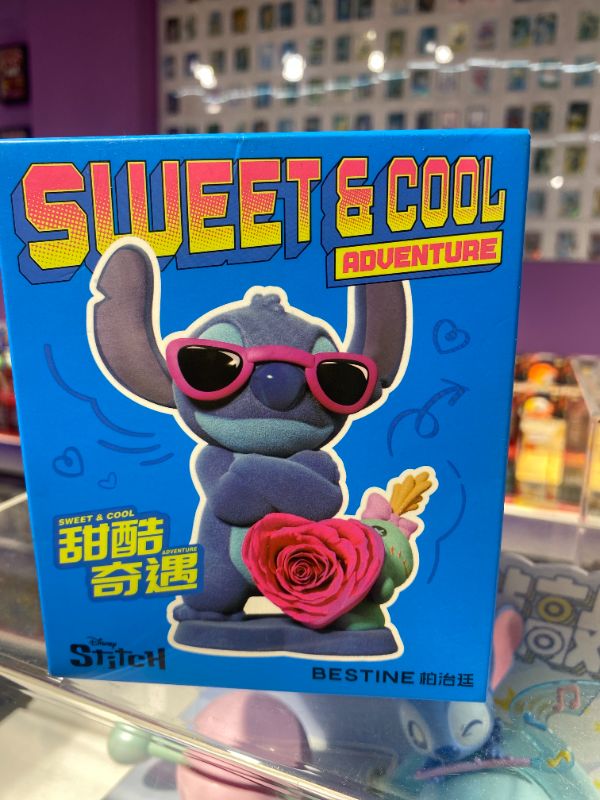 SWEET & COOL
ADVENTURE
SWEET & COOL
甜酷
ADVENTURE
奇遇
Disney
Stitch
BESTINE 柏治廷